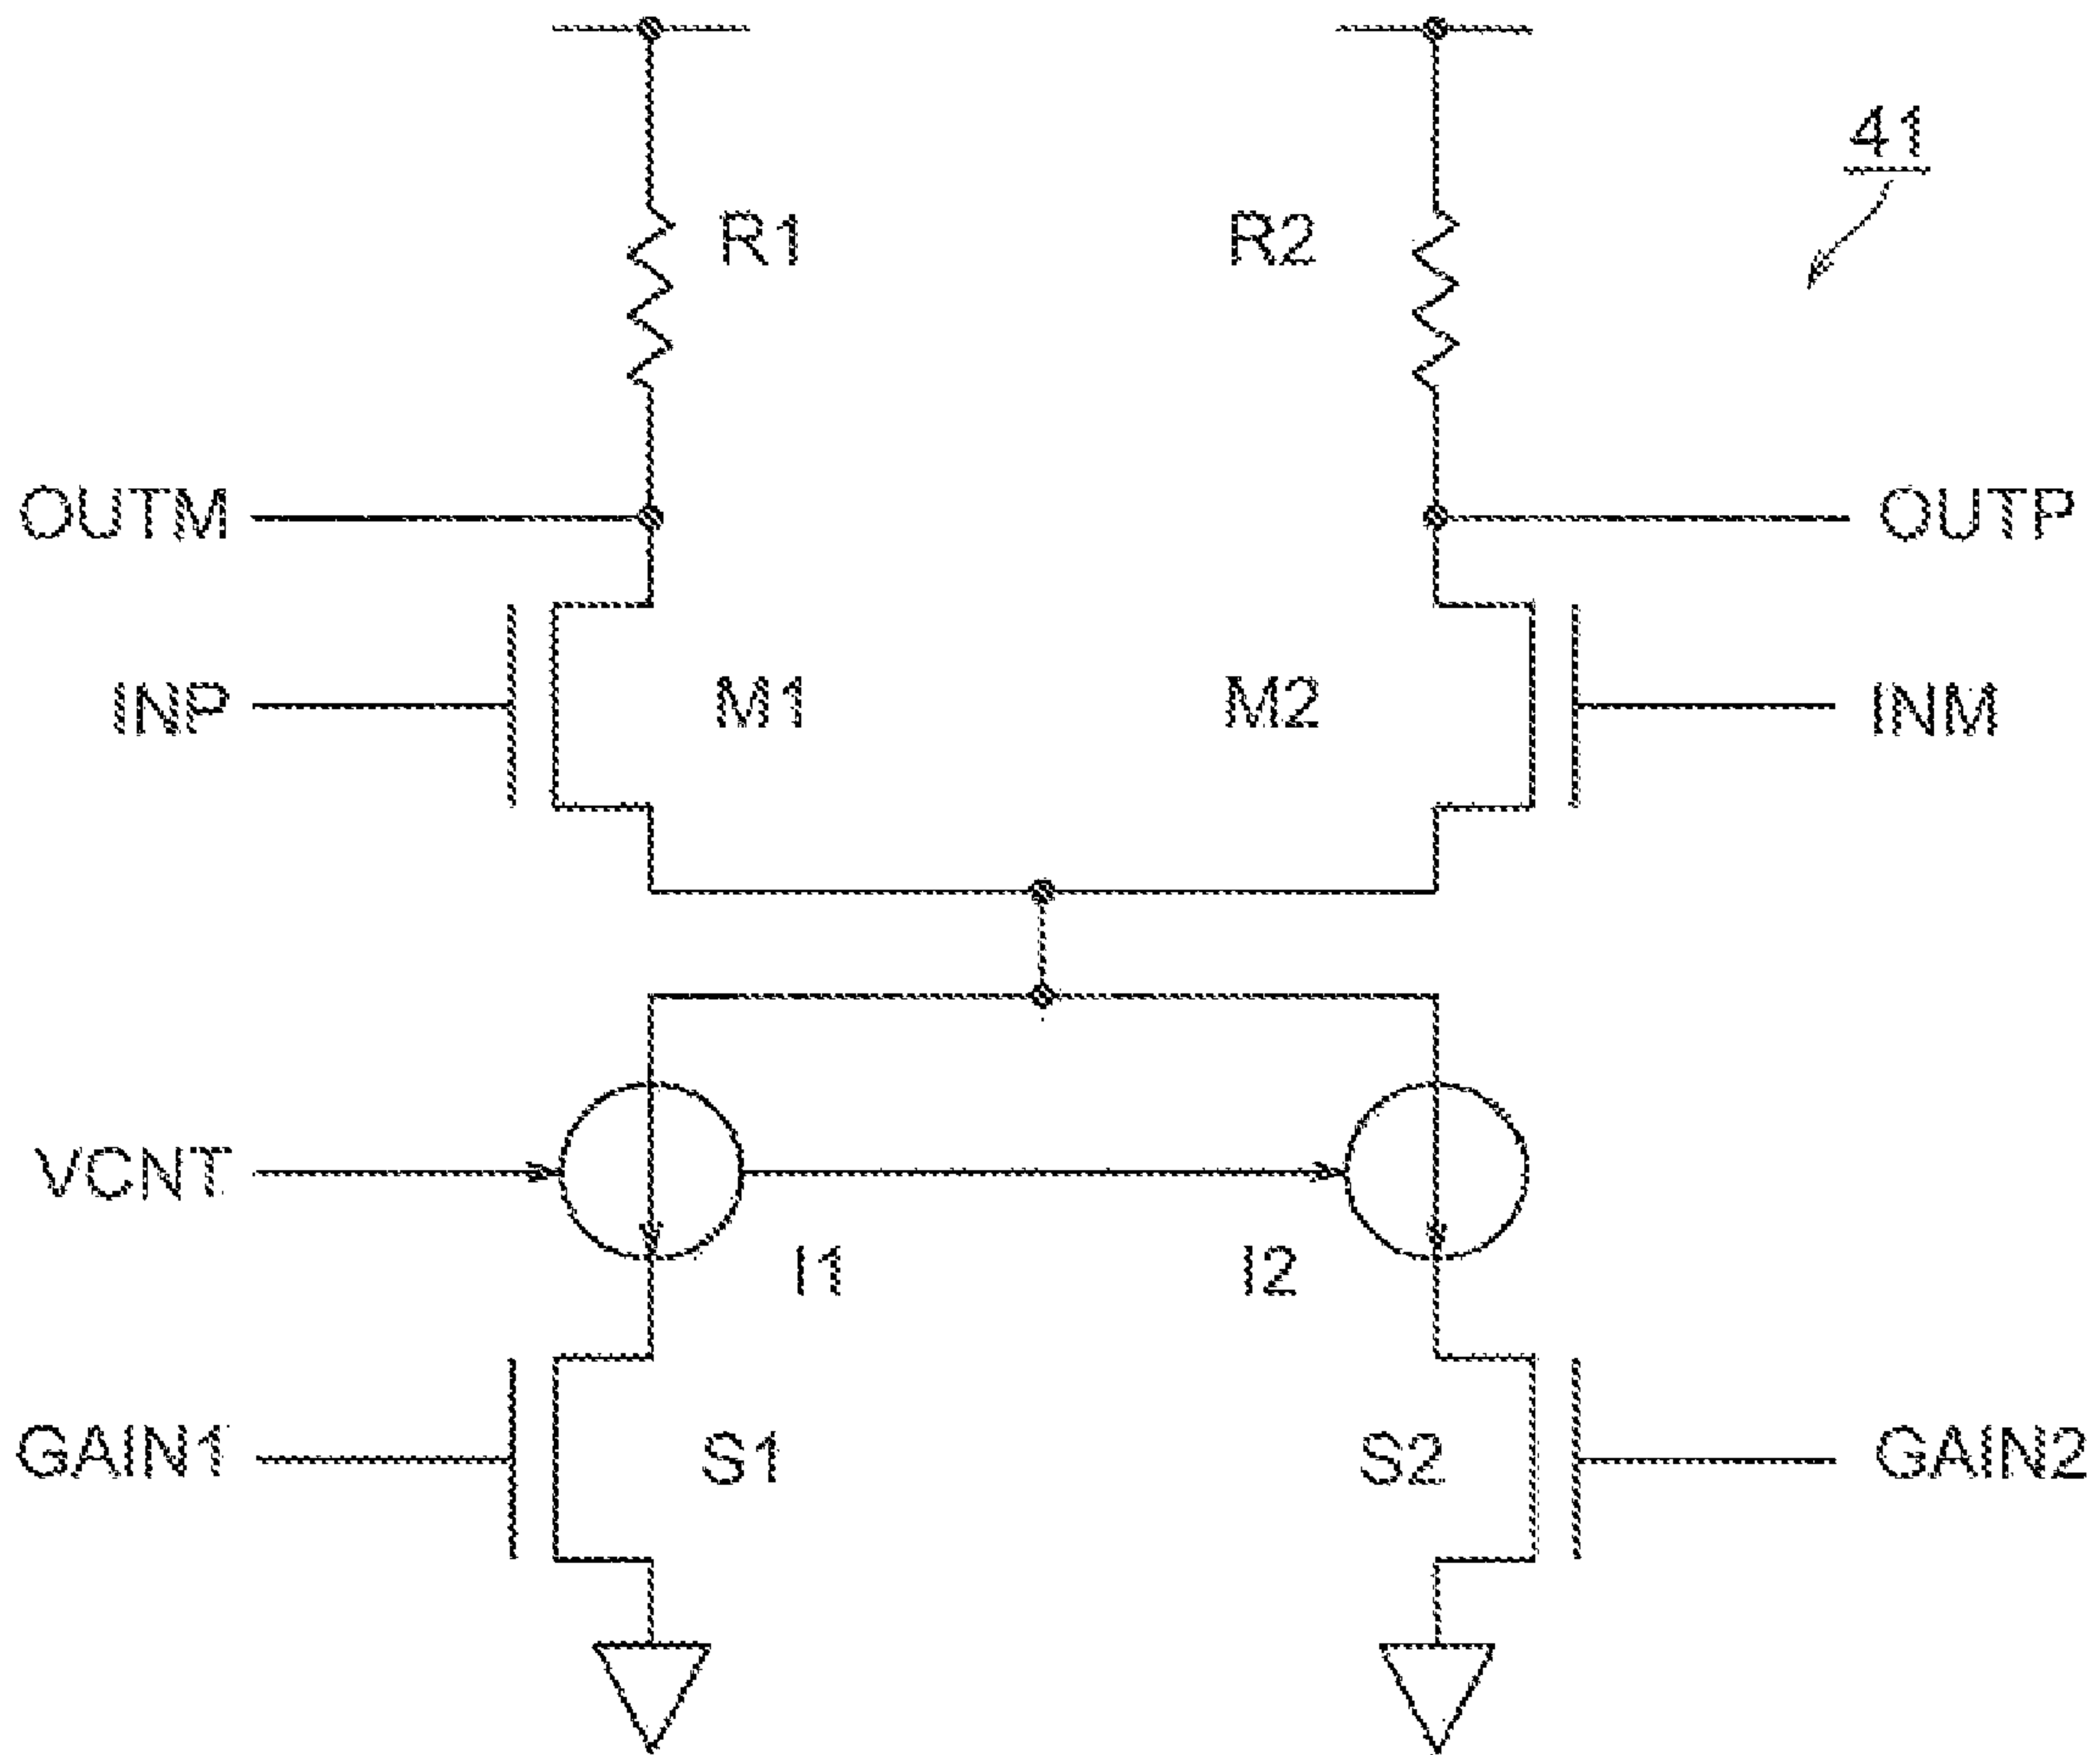 41
R1
R2
OUTM
OUTP
INP
M1
M2
INM
VCNT
I1
I2
GAIN1
S1
S2
GAIN2